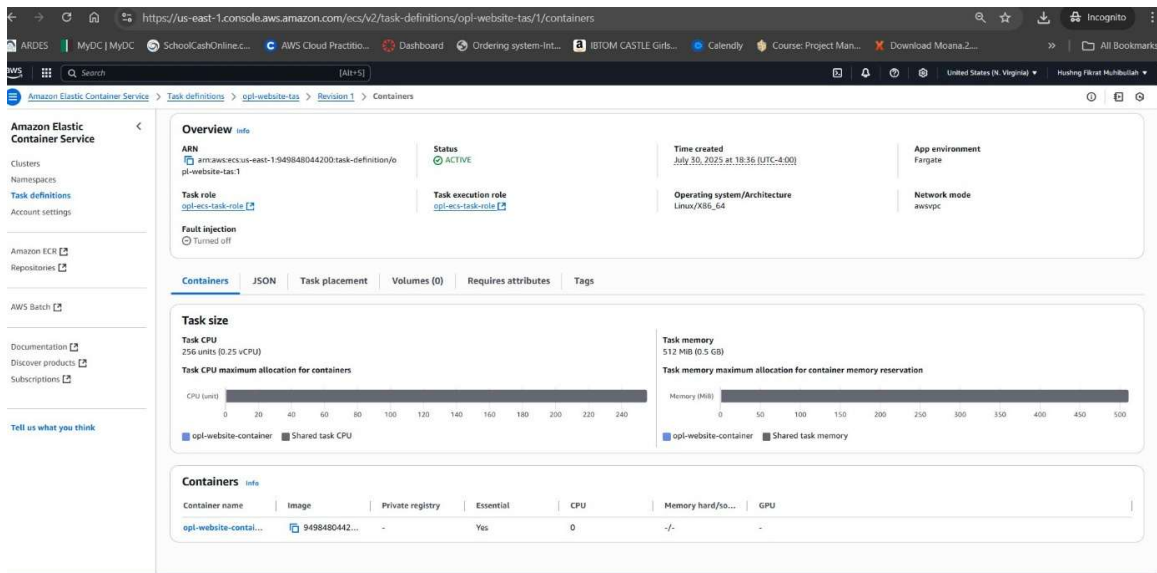 https://us-east-1.console.aws.amazon.com/ecs/v2/task-definitions/opl-website-tas/1/containers
Incognito
ARDES MyDC | MyDC SchoolCashOnline.c... AWS Cloud Practitio... Dashboard Ordering system-Int... IBTOM CASTLE Girls... Calendly Course: Project Man... Download Moana.2.... » All Bookmarks
aws Search [Alt+S] United States (N. Virginia) Hushng Fikrat Muhibullah
Amazon Elastic Container Service > Task definitions > opl-website-tas > Revision 1 > Containers
Amazon Elastic
Container Service
Clusters
Namespaces
Task definitions
Account settings
Amazon ECR
Repositories
AWS Batch
Documentation
Discover products
Subscriptions
Tell us what you think
Overview Info
ARN
arn:aws:ecs:us-east-1:949848044200:task-definition/o
pl-website-tas:1
Status
ACTIVE
Time created
July 30, 2025 at 18:36 (UTC-4:00)
App environment
Fargate
Task role
opl-ecs-task-role
Task execution role
opl-ecs-task-role
Operating system/Architecture
Linux/X86_64
Network mode
awsvpc
Fault injection
Turned off
Containers JSON Task placement Volumes (0) Requires attributes Tags
Task size
Task CPU
256 units (0.25 vCPU)
Task CPU maximum allocation for containers
CPU (unit)
0 20 40 60 80 100 120 140 160 180 200 220 240
opl-website-container Shared task CPU
Task memory
512 MiB (0.5 GB)
Task memory maximum allocation for container memory reservation
Memory (MiB)
0 50 100 150 200 250 300 350 400 450 500
opl-website-container Shared task memory
Containers Info
Container name Image Private registry Essential CPU Memory hard/so... GPU
opl-website-contai... 9498480442... - Yes 0 -/- -